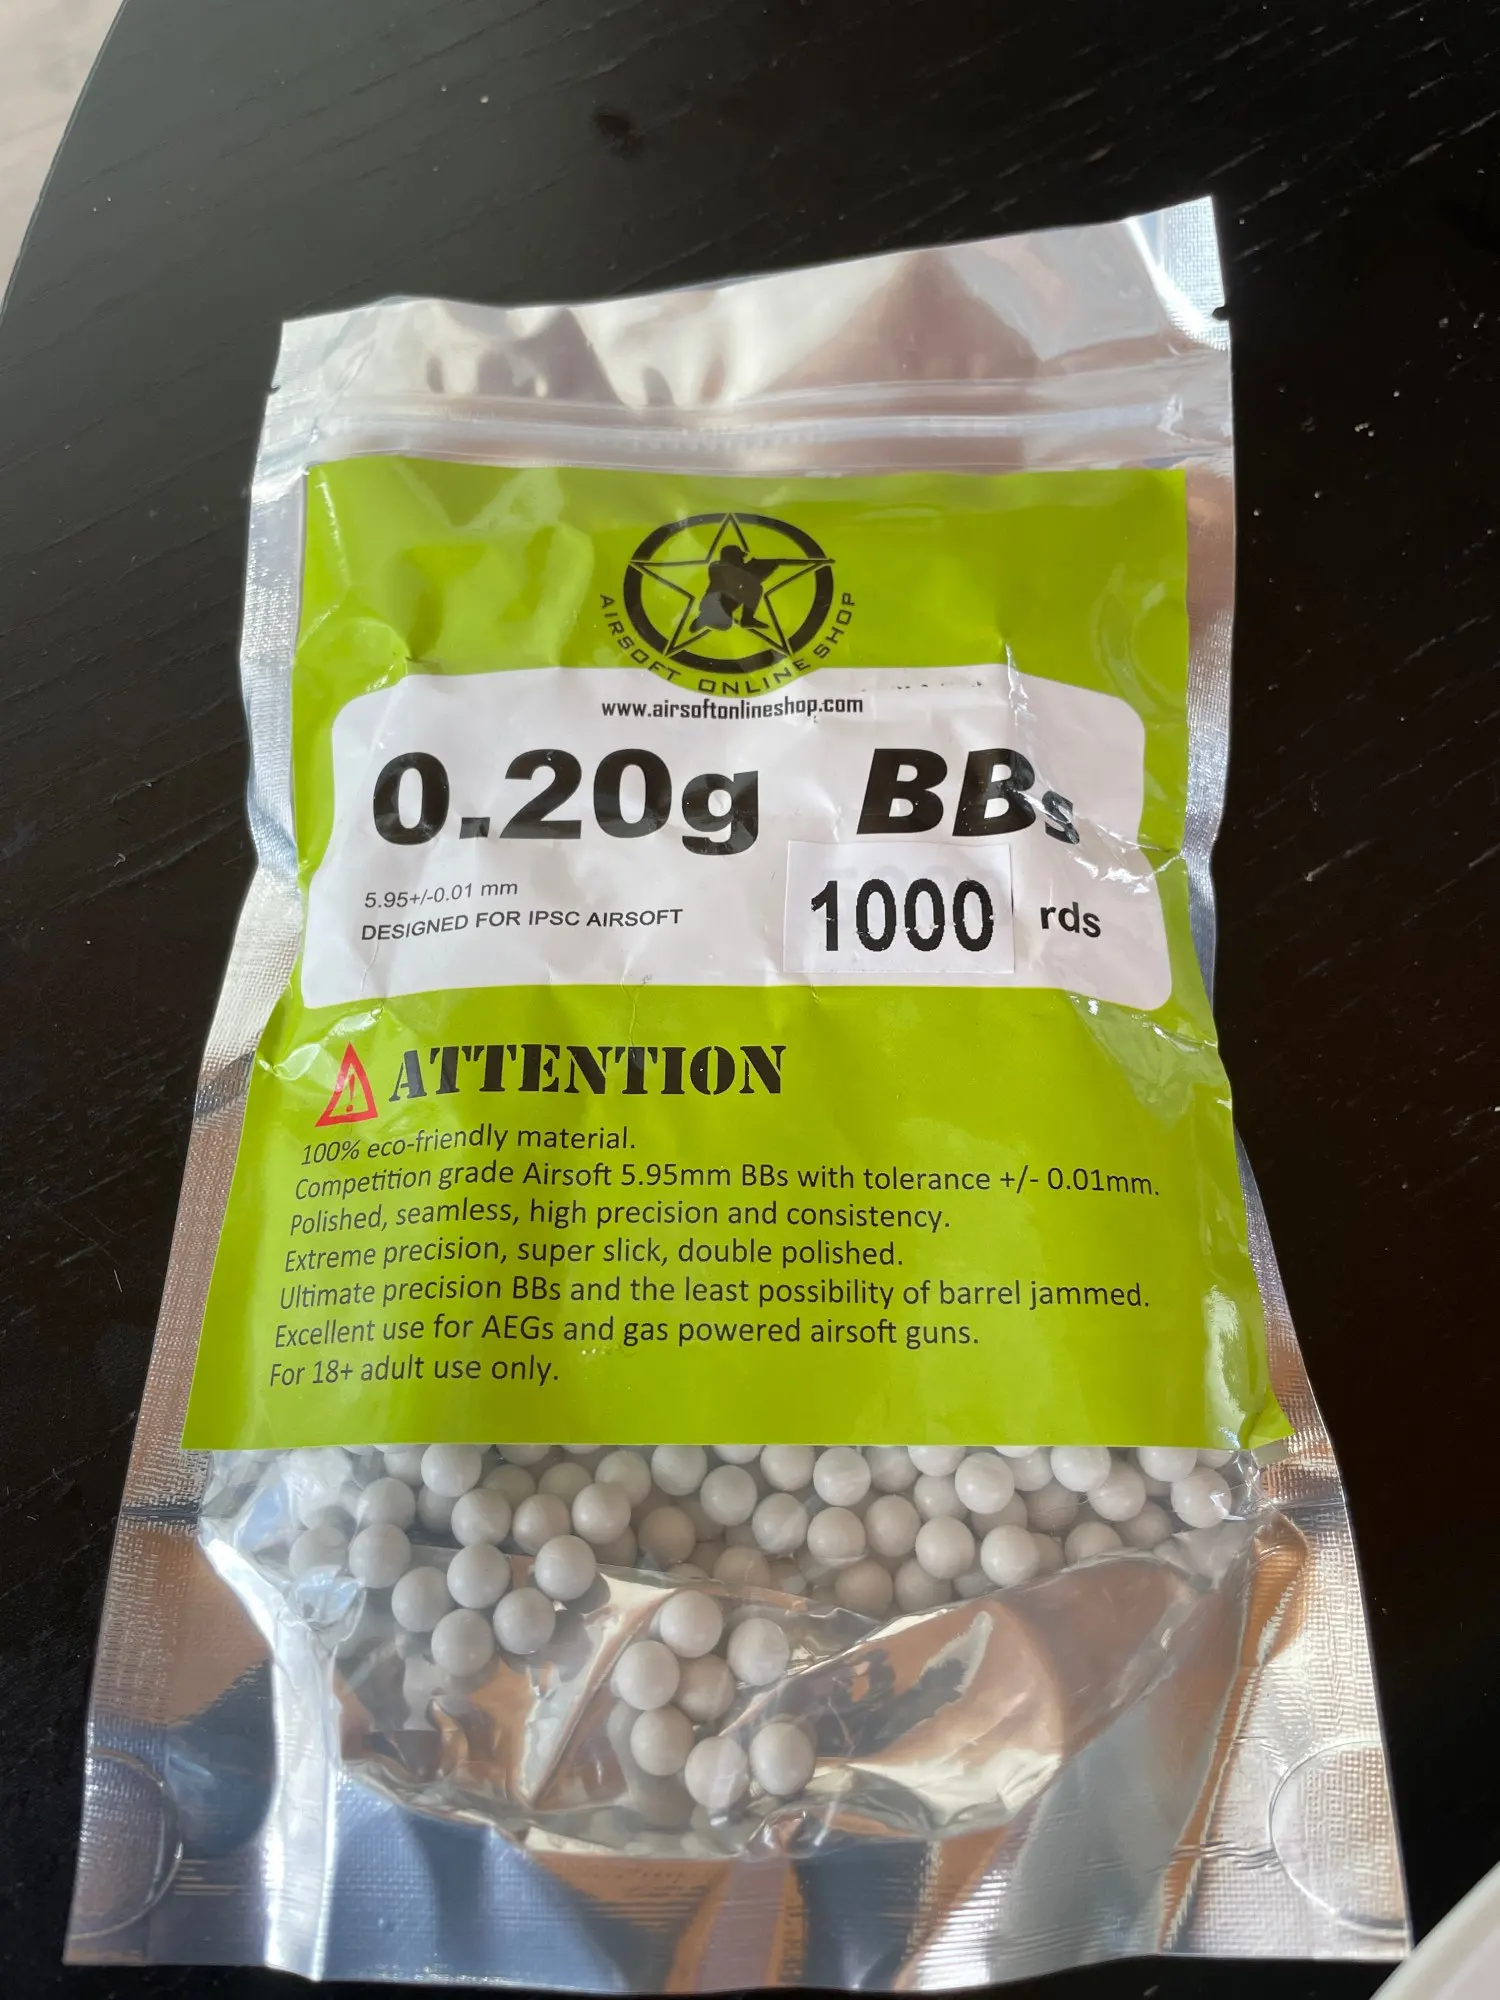 AIRSOFT ONLINE SHOP
www.airsoftonlineshop.com
0.20g BBs
5.95+/-0.01 mm
DESIGNED FOR IPSC AIRSOFT
1000 rds
ATTENTION
100% eco-friendly material.
Competition grade Airsoft 5.95mm BBs with tolerance +/- 0.01mm.
Polished, seamless, high precision and consistency.
Extreme precision, super slick, double polished.
Ultimate precision BBs and the least possibility of barrel jammed.
Excellent use for AEGs and gas powered airsoft guns.
For 18+ adult use only.